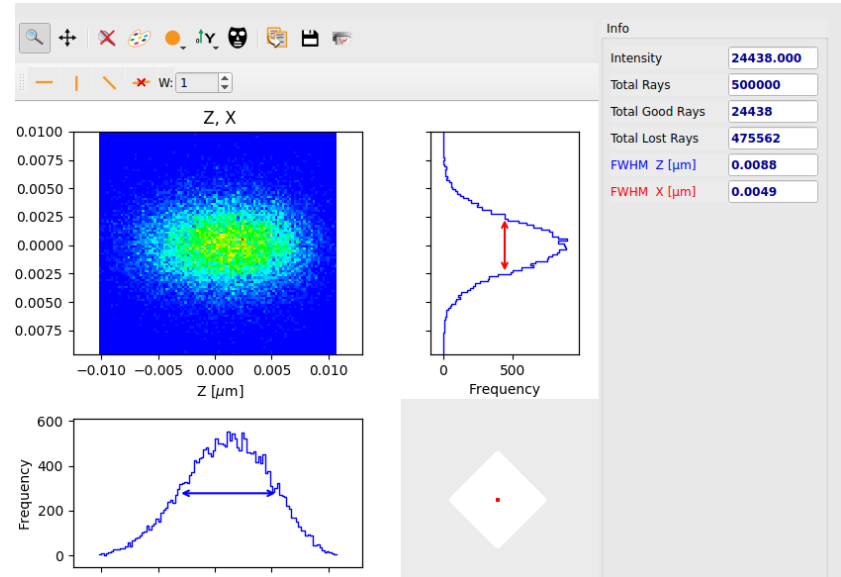 W: 1
Z, X
0.0100
0.0075
0.0050
0.0025
0.0000
0.0025
0.0050
0.0075
−0.010 −0.005 0.000 0.005 0.010
Z [μm]
0 500
Frequency
600
400
200
0
Frequency
Info
Intensity 24438.000
Total Rays 500000
Total Good Rays 24438
Total Lost Rays 475562
FWHM Z [μm] 0.0088
FWHM X [μm] 0.0049